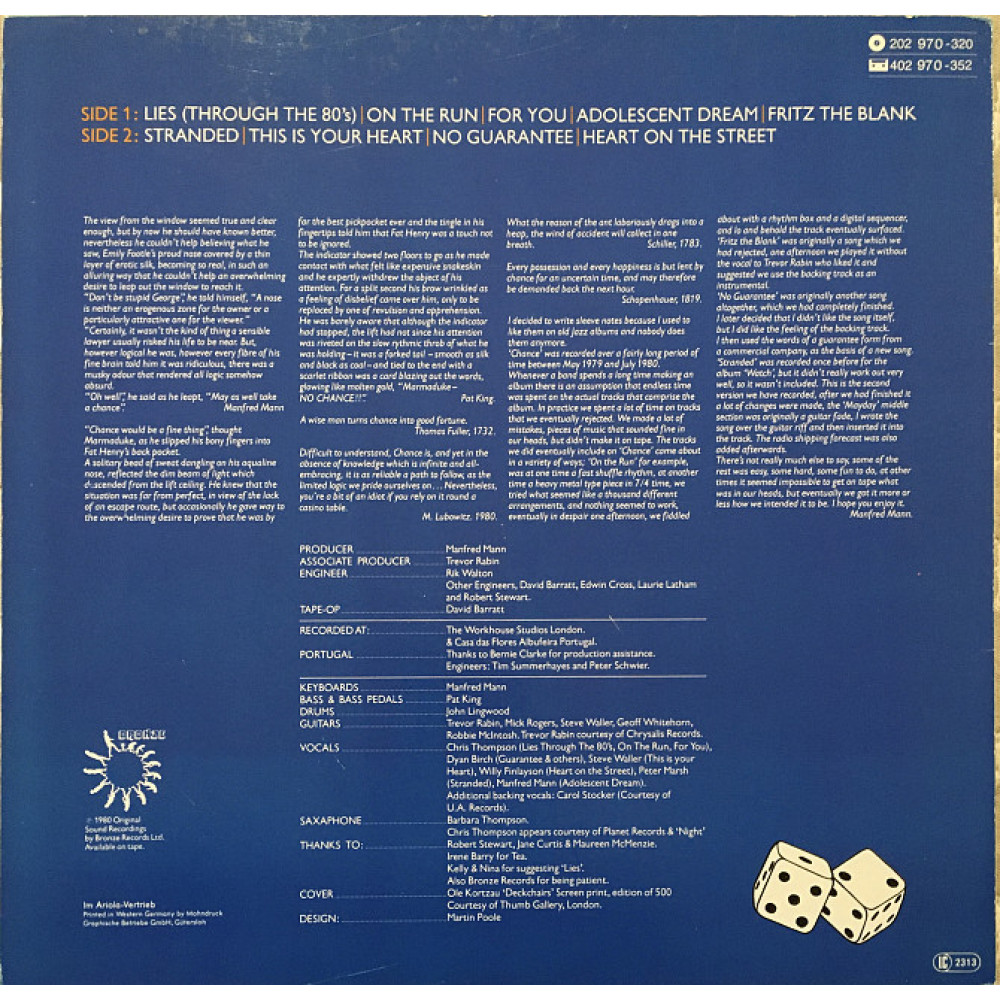 202 970-320
402 970-352
SIDE 1: LIES (THROUGH THE 80's)|ON THE RUN|FOR YOU|ADOLESCENT DREAM|FRITZ THE BLANK
SIDE 2: STRANDED|THIS IS YOUR HEART|NO GUARANTEE|HEART ON THE STREET
The view from the window seemed true and clear
enough, but by now he should have known better,
nevertheless he couldn't help believing what he
saw, Emily Footle's proud nose covered by a thin
layer of erotic silk, becoming so real, in such an
alluring way that he couldn't help an overwhelming
desire to leap out the window to reach it.
"Don't be stupid George", he told himself, "A nose
is neither an erogenous zone for the owner or a
particularly attractive one for the viewer."
"Certainly, it wasn't the kind of thing a sensible
lawyer usually risked his life to be near. But,
however logical he was, however every fibre of his
fine brain told him it was ridiculous, there was a
musky odour that rendered all logic somehow
absurd.
"Oh well", he said as he leapt, "May as well take
a chance". Manfred Mann
"Chance would be a fine thing", thought
Marmaduke, as he slipped his bony fingers into
Fat Henry's back pocket.
A solitary bead of sweat dangling on his aqualine
nose, reflected the dim beam of light which
descended from the lift ceiling. He knew that the
situation was far from perfect, in view of the lack
of an escape route, but occasionally he gave way to
the overwhelming desire to prove that he was by
far the best pickpocket ever and the tingle in his
fingertips told him that Fat Henry was a touch not
to be ignored.
The indicator showed two floors to go as he made
contact with what felt like expensive snakeskin
and he expertly withdrew the object of his
attention. For a split second his brow wrinkled as
a feeling of disbelief came over him, only to be
replaced by one of revulsion and apprehension.
He was barely aware that although the indicator
had stopped, the lift had not since his attention
was riveted on the slow rythmic throb of what he
was holding – it was a forked tail – smooth as silk
and black as coal – and tied to the end with a
scarlet ribbon was a card blazing out the words,
glowing like molten gold, "Marmaduke –
NO CHANCE!!". Pat King.
A wise man turns chance into good fortune.
Thomas Fuller, 1732.
Difficult to understand, Chance is, and yet in the
absence of knowledge which is infinite and all-
embracing, it is as reliable a path to follow, as the
limited logic we pride ourselves on... Nevertheless,
you're a bit of an idiot if you rely on it round a
casino table.
M. Lubowitz. 1980.
What the reason of the ant laboriously drags into a
heap, the wind of accident will collect in one
breath. Schiller, 1783.
Every possession and every happiness is but lent by
chance for an uncertain time, and may therefore
be demanded back the next hour.
Schopenhauer, 1819.
I decided to write sleeve notes because I used to
like them on old jazz albums and nobody does
them anymore.
'Chance' was recorded over a fairly long period of
time between May 1979 and July 1980.
Whenever a band spends a long time making an
album there is an assumption that endless time
was spent on the actual tracks that comprise the
album. In practice we spent a lot of time on tracks
that we eventually rejected. We made a lot of
mistakes, pieces of music that sounded fine in
our heads, but didn't make it on tape. The tracks
we did eventually include on 'Chance' came about
in a variety of ways; 'On the Run' for example,
was at one time a fast shuffle rhythm, at another
time a heavy metal type piece in 7/4 time, we
tried what seemed like a thousand different
arrangements, and nothing seemed to work,
eventually in despair one afternoon, we fiddled
about with a rhythm box and a digital sequencer,
and lo and behold the track eventually surfaced.
'Fritz the Blank' was originally a song which we
had rejected, one afternoon we played it without
the vocal to Trevor Rabin who liked it and
suggested we use the backing track as an
instrumental.
'No Guarantee' was originally another song
altogether, which we had completely finished.
I later decided that I didn't like the song itself,
but I did like the feeling of the backing track.
I then used the words of a guarantee form from
a commercial company, as the basis of a new song.
'Stranded' was recorded once before for the
album 'Watch', but it didn't really work out very
well, so it wasn't included. This is the second
version we have recorded, after we had finished it
a lot of changes were made, the 'Mayday' middle
section was originally a guitar fade, I wrote the
song over the guitar riff and then inserted it into
the track. The radio shipping forecast was also
added afterwards.
There's not really much else to say, some of the
rest was easy, some hard, some fun to do, at other
times it seemed impossible to get on tape what
was in our heads, but eventually we got it more or
less how we intended it to be. I hope you enjoy it.
Manfred Mann.
PRODUCER Manfred Mann
ASSOCIATE PRODUCER Trevor Rabin
ENGINEER Rik Walton
Other Engineers, David Barratt, Edwin Cross, Laurie Latham
and Robert Stewart.
TAPE-OP David Barratt
RECORDED AT: The Workhouse Studios London.
& Casa das Flores Albufeira Portugal.
PORTUGAL Thanks to Bernie Clarke for production assistance.
Engineers: Tim Summerhayes and Peter Schwier.
KEYBOARDS Manfred Mann
BASS & BASS PEDALS Pat King
DRUMS John Lingwood
GUITARS Trevor Rabin, Mick Rogers, Steve Waller, Geoff Whitehorn,
Robbie McIntosh. Trevor Rabin courtesy of Chrysalis Records.
VOCALS Chris Thompson (Lies Through The 80's, On The Run, For You),
Dyan Birch (Guarantee & others), Steve Waller (This is your
Heart), Willy Finlayson (Heart on the Street), Peter Marsh
(Stranded), Manfred Mann (Adolescent Dream).
Additional backing vocals: Carol Stocker (Courtesy of
U.A. Records).
SAXAPHONE Barbara Thompson.
Chris Thompson appears courtesy of Planet Records & 'Night'
THANKS TO: Robert Stewart, Jane Curtis & Maureen McMenzie.
Irene Barry for Tea.
Kelly & Nina for suggesting 'Lies'.
Also Bronze Records for being patient.
COVER Ole Kortzau 'Deckchairs' Screen print, edition of 500
Courtesy of Thumb Gallery, London.
DESIGN: Martin Poole
BRONZE
℗ 1980 Original
Sound Recordings
by Bronze Records Ltd.
Available on tape.
Im Ariola-Vertrieb
Printed in Western Germany by Mohndruck
Graphische Betriebe GmbH, Gütersloh
LC 2313